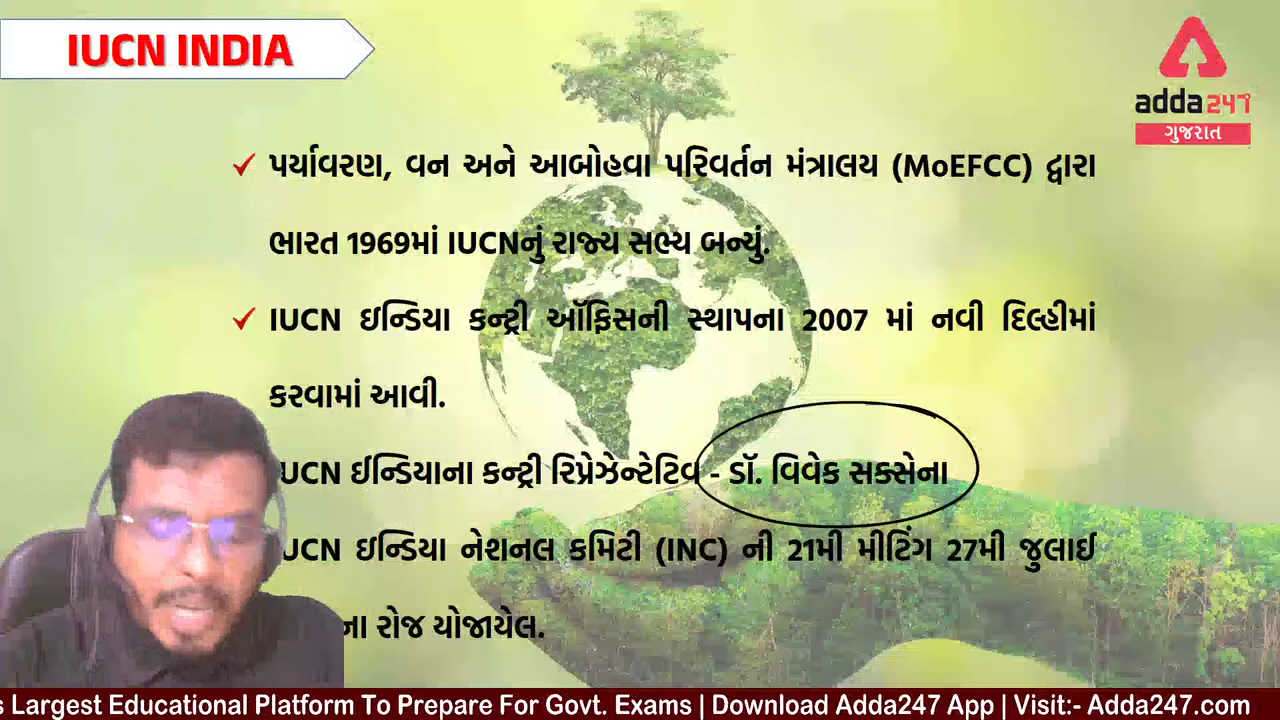 IUCN INDIA
adda247
ગુજરાત
પર્યાવરણ, વન અને આબોહવા પરિવર્તન મંત્રાલય (MoEFCC) દ્વારા
ભારત 1969માં IUCNનું રાજ્ય સભ્ય બન્યું.
IUCN ઇન્ડિયા કન્ટ્રી ઑફિસની સ્થાપના 2007 માં નવી દિલ્હીમાં
કરવામાં આવી.
UCN ઈન્ડિયાના કન્ટ્રી રિપ્રેઝેન્ટેટિવ - ડૉ. વિવેક સક્સેના
UCN ઇન્ડિયા નેશનલ કમિટી (INC) ની 21મી મીટિંગ 27મી જુલાઈ
ના રોજ યોજાયેલ.
s Largest Educational Platform To Prepare For Govt. Exams | Download Adda247 App | Visit:- Adda247.com